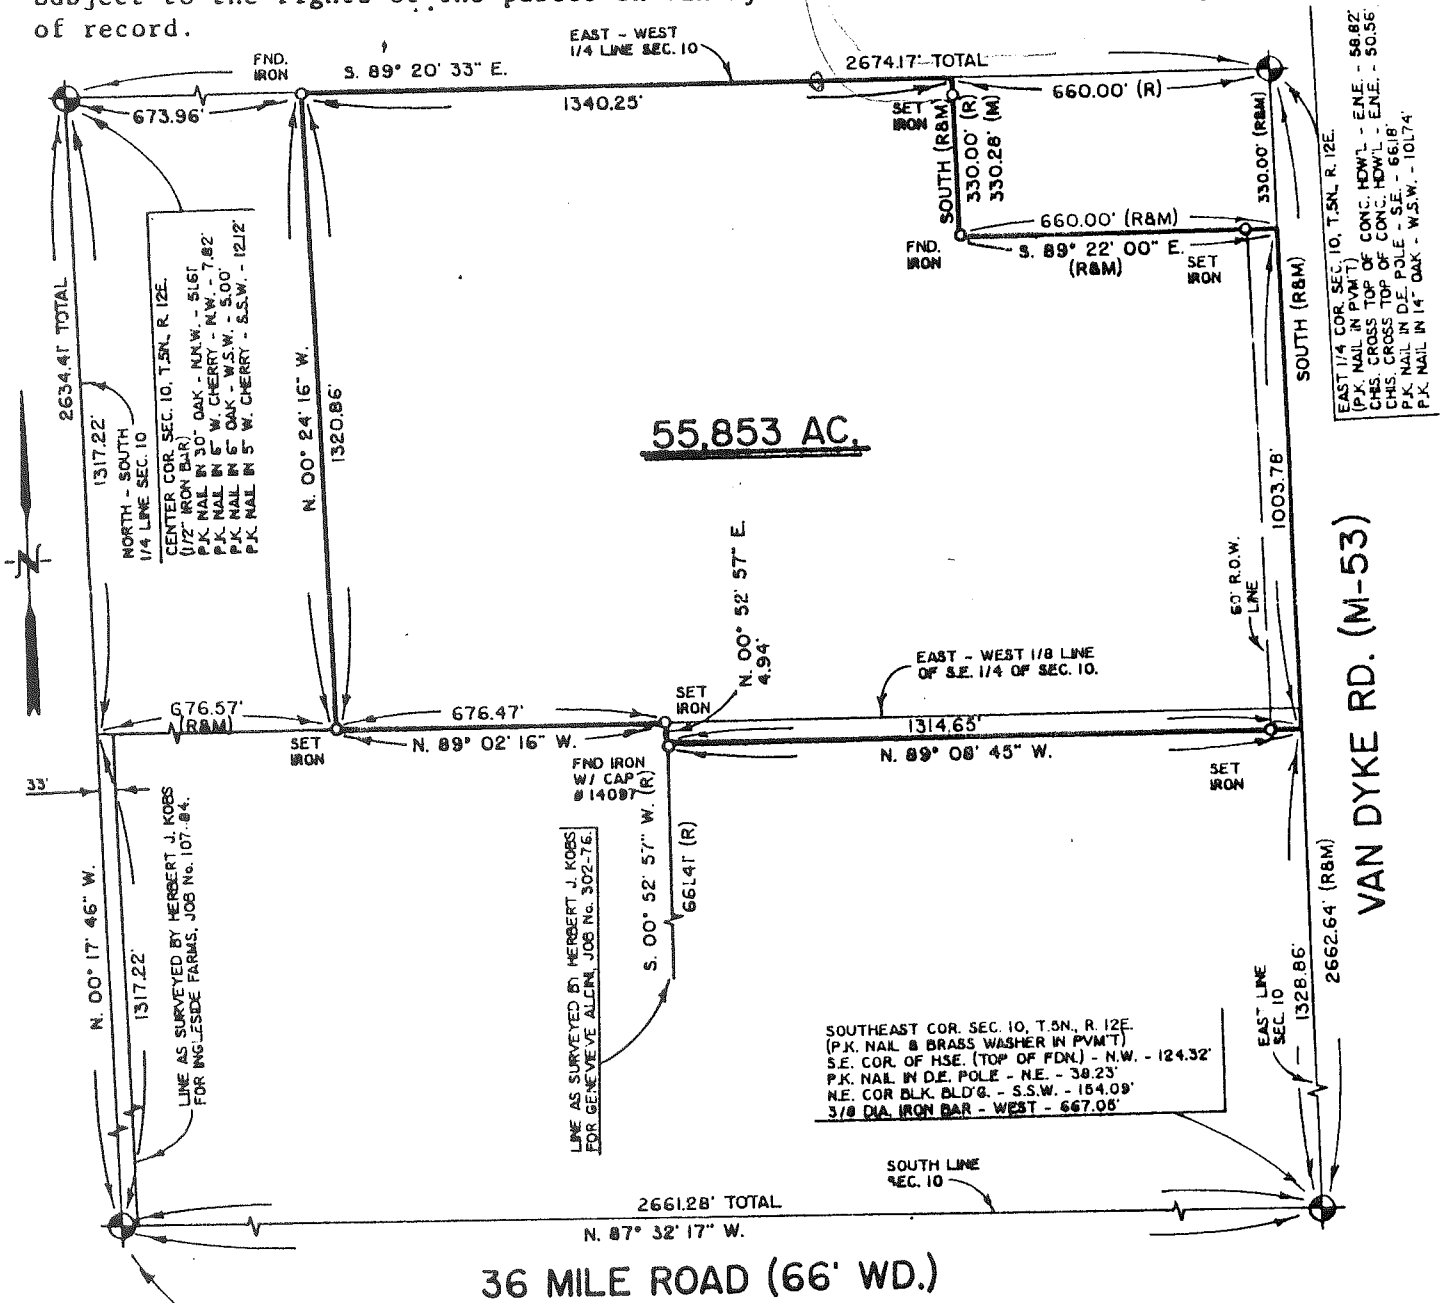 of record.
EAST - WEST
1/4 LINE SEC. 10
FND.
IRON
S. 89° 20' 33" E.
2674.17' TOTAL
673.96'
1340.25'
SET
IRON
660.00' (R)
SOUTH (R&M)
330.00' (R)
330.28' (M)
330.00' (R&M)
660.00' (R&M)
S. 89° 22' 00" E.
(R&M)
FND.
IRON
SET
IRON
SOUTH (R&M)
EAST 1/4 COR. SEC. 10, T.5N., R. 12E.
(P.K. NAIL IN PVM'T)
CHIS. CROSS TOP OF CONC. HDW'L - E.N.E. - 58.82'
CHIS. CROSS TOP OF CONC. HDW'L - E.N.E. - 50.56'
P.K. NAIL IN D.E. POLE - S.E. - 66.18'
P.K. NAIL IN 14" OAK - W.S.W. - 101.74'
2634.41' TOTAL
1317.22'
NORTH - SOUTH
1/4 LINE SEC. 10
CENTER COR. SEC. 10, T.5N., R. 12E.
(1/2" IRON BAR)
P.K. NAIL IN 30" OAK - N.N.W. - 51.61'
P.K. NAIL IN 6" W. CHERRY - N.W. - 7.82'
P.K. NAIL IN 6" OAK - W.S.W. - 5.00'
P.K. NAIL IN 5" W. CHERRY - S.S.W. - 12.12'
N. 00° 24' 16" W.
1320.86'
55.853 AC.
N
1003.78'
60' R.O.W.
LINE
VAN DYKE RD. (M-53)
N. 00° 52' 57" E.
4.94'
EAST - WEST 1/8 LINE
OF S.E. 1/4 OF SEC. 10.
676.57'
(R&M)
SET
IRON
676.47'
N. 89° 02' 16" W.
SET
IRON
1314.65'
N. 89° 08' 45" W.
SET
IRON
FND IRON
W/ CAP
# 14097
33'
S. 00° 52' 57" W. (R)
661.41' (R)
LINE AS SURVEYED BY HERBERT J. KOBS
FOR GENEVIEVE ALCINI, JOB No. 302-76.
LINE AS SURVEYED BY HERBERT J. KOBS
FOR INGLESIDE FARMS, JOB No. 107-84.
N. 00° 17' 46" W.
1317.22'
2662.64' (R&M)
1328.86'
EAST LINE
SEC. 10
SOUTHEAST COR. SEC. 10, T.5N., R. 12E.
(P.K. NAIL & BRASS WASHER IN PVM'T)
S.E. COR. OF HSE. (TOP OF FDN.) - N.W. - 124.32'
P.K. NAIL IN D.E. POLE - N.E. - 38.23'
N.E. COR BLK. BLD'G. - S.S.W. - 154.09'
3/8 DIA. IRON BAR - WEST - 667.05'
SOUTH LINE
SEC. 10
2661.28' TOTAL
N. 87° 32' 17" W.
36 MILE ROAD (66' WD.)